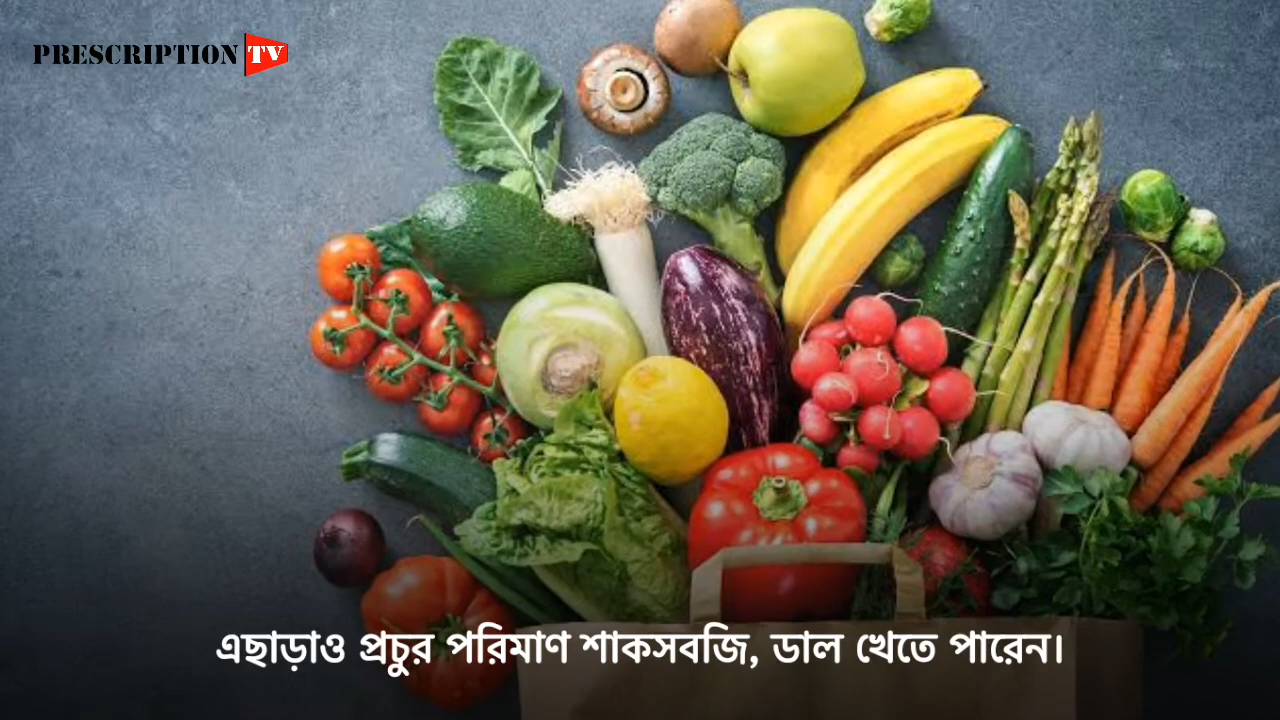 PRESCRIPTION TV
এছাড়াও প্রচুর পরিমাণ শাকসবজি, ডাল খেতে পারেন।